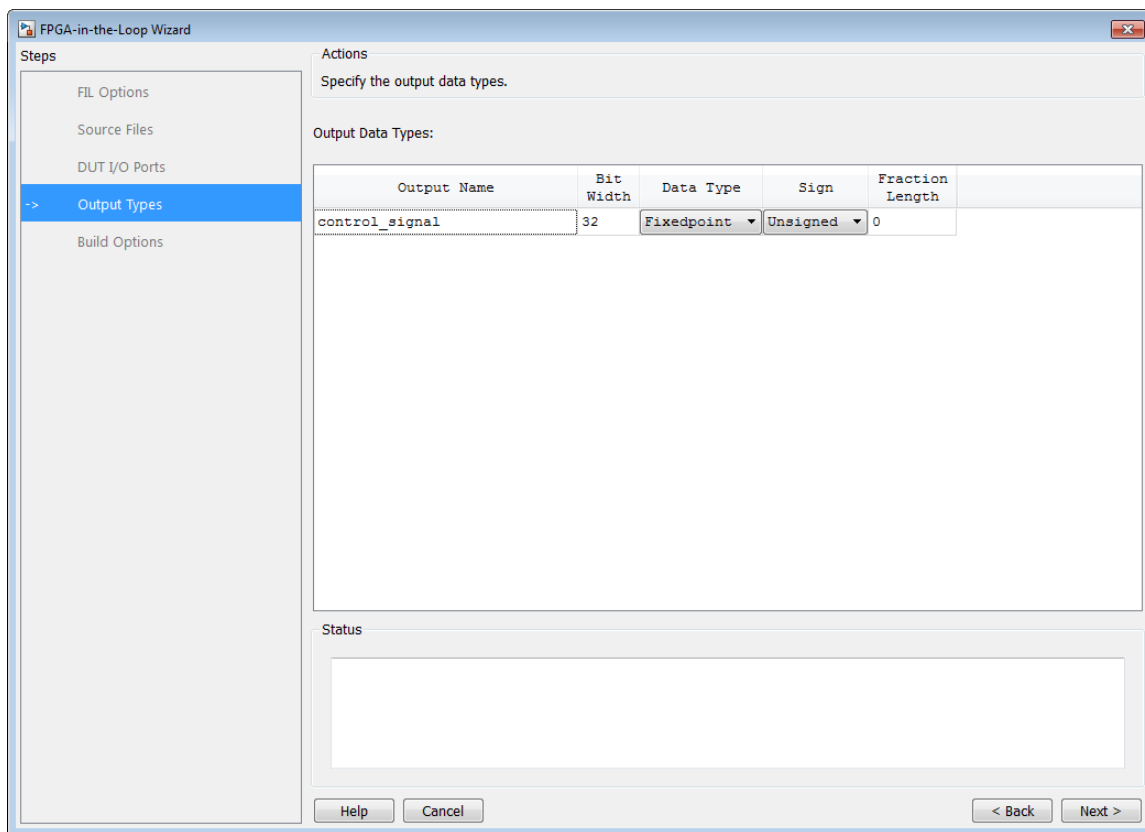 FPGA-in-the-Loop Wizard
Steps
FIL Options
Source Files
DUT I/O Ports
-> Output Types
Build Options
Actions
Specify the output data types.
Output Data Types:
Output Name Bit Width Data Type Sign Fraction Length
control_signal 32 Fixedpoint Unsigned 0
Status
Help Cancel < Back Next >